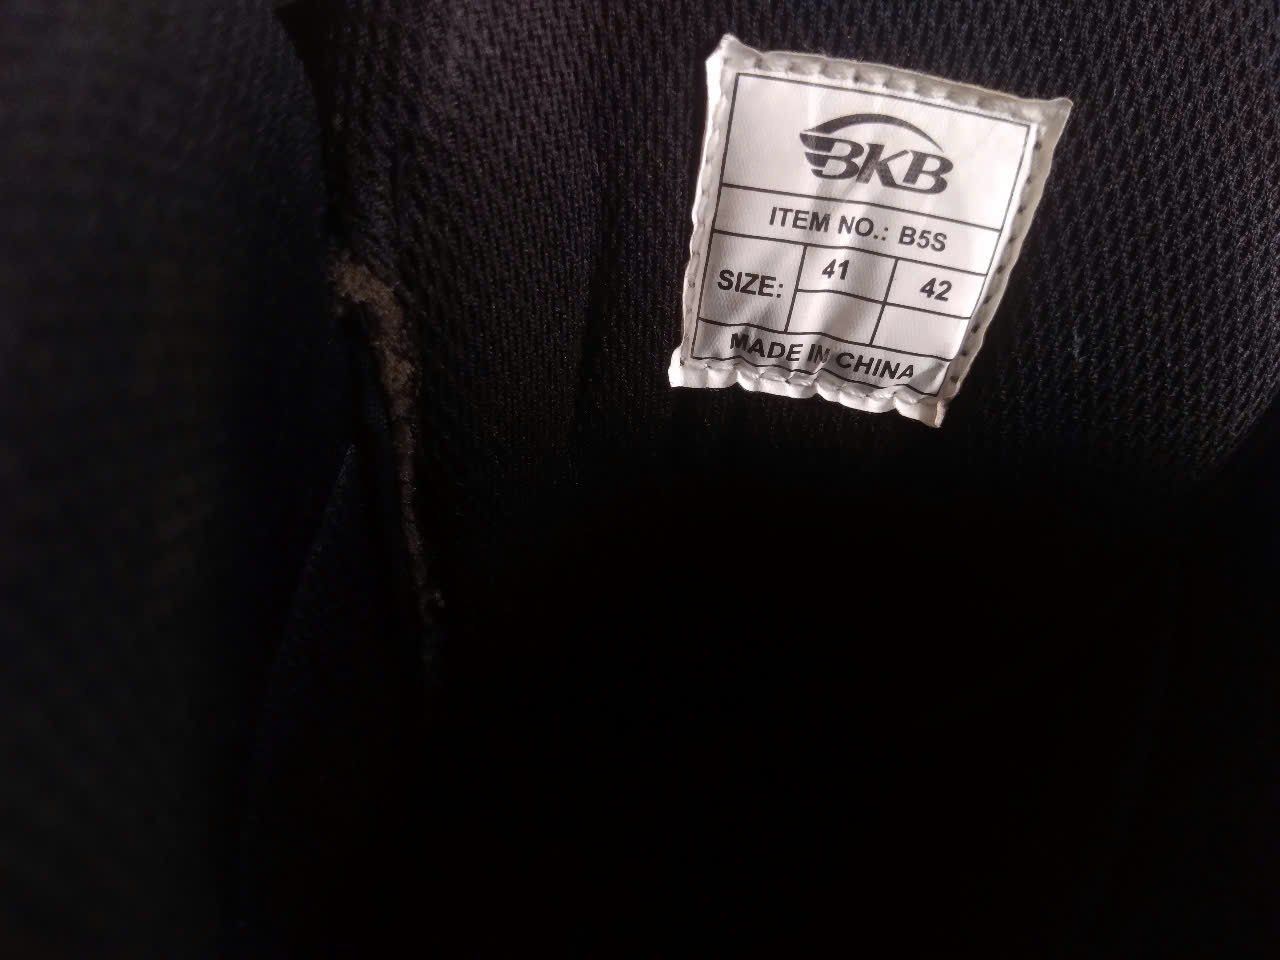 BKB
ITEM NO.: B5S
SIZE: 41 42
MADE IN CHINA